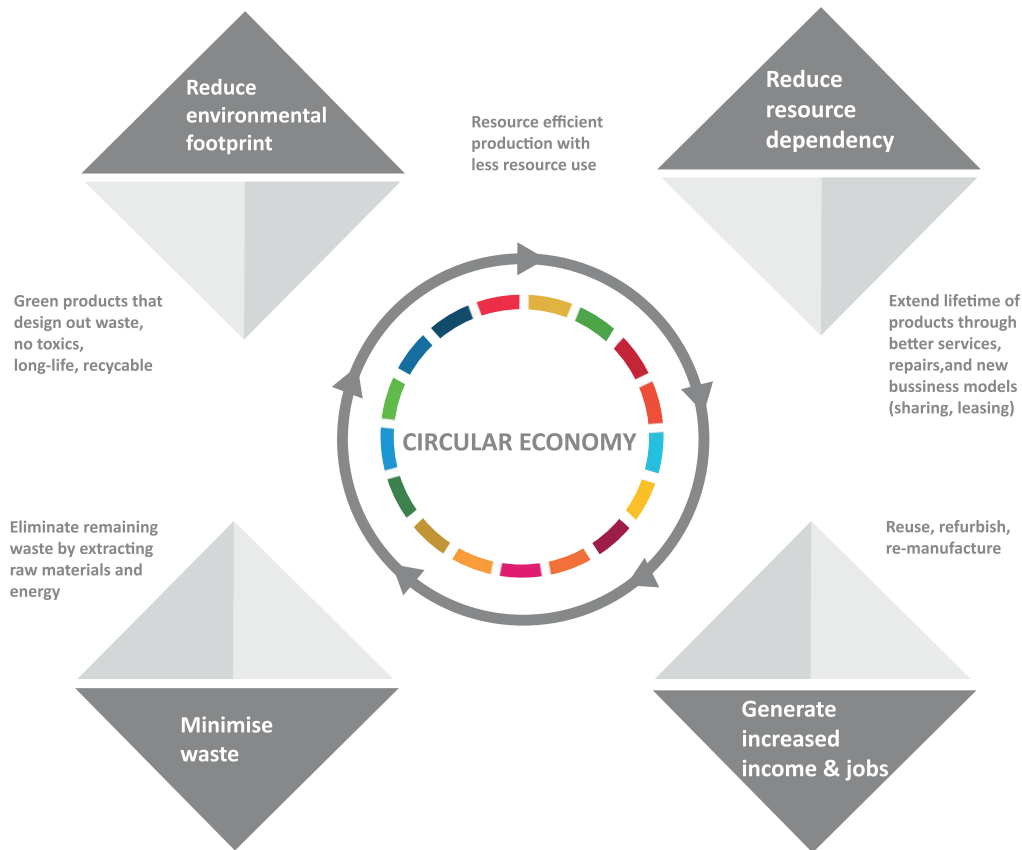 Reduce
environmental
footprint
Resource efficient
production with
less resource use
Reduce
resource
dependency
Green products that
design out waste,
no toxics,
long-life, recycable
Extend lifetime of
products through
better services,
repairs,and new
bussiness models
(sharing, leasing)
CIRCULAR ECONOMY
Eliminate remaining
waste by extracting
raw materials and
energy
Reuse, refurbish,
re-manufacture
Minimise
waste
Generate
increased
income & jobs